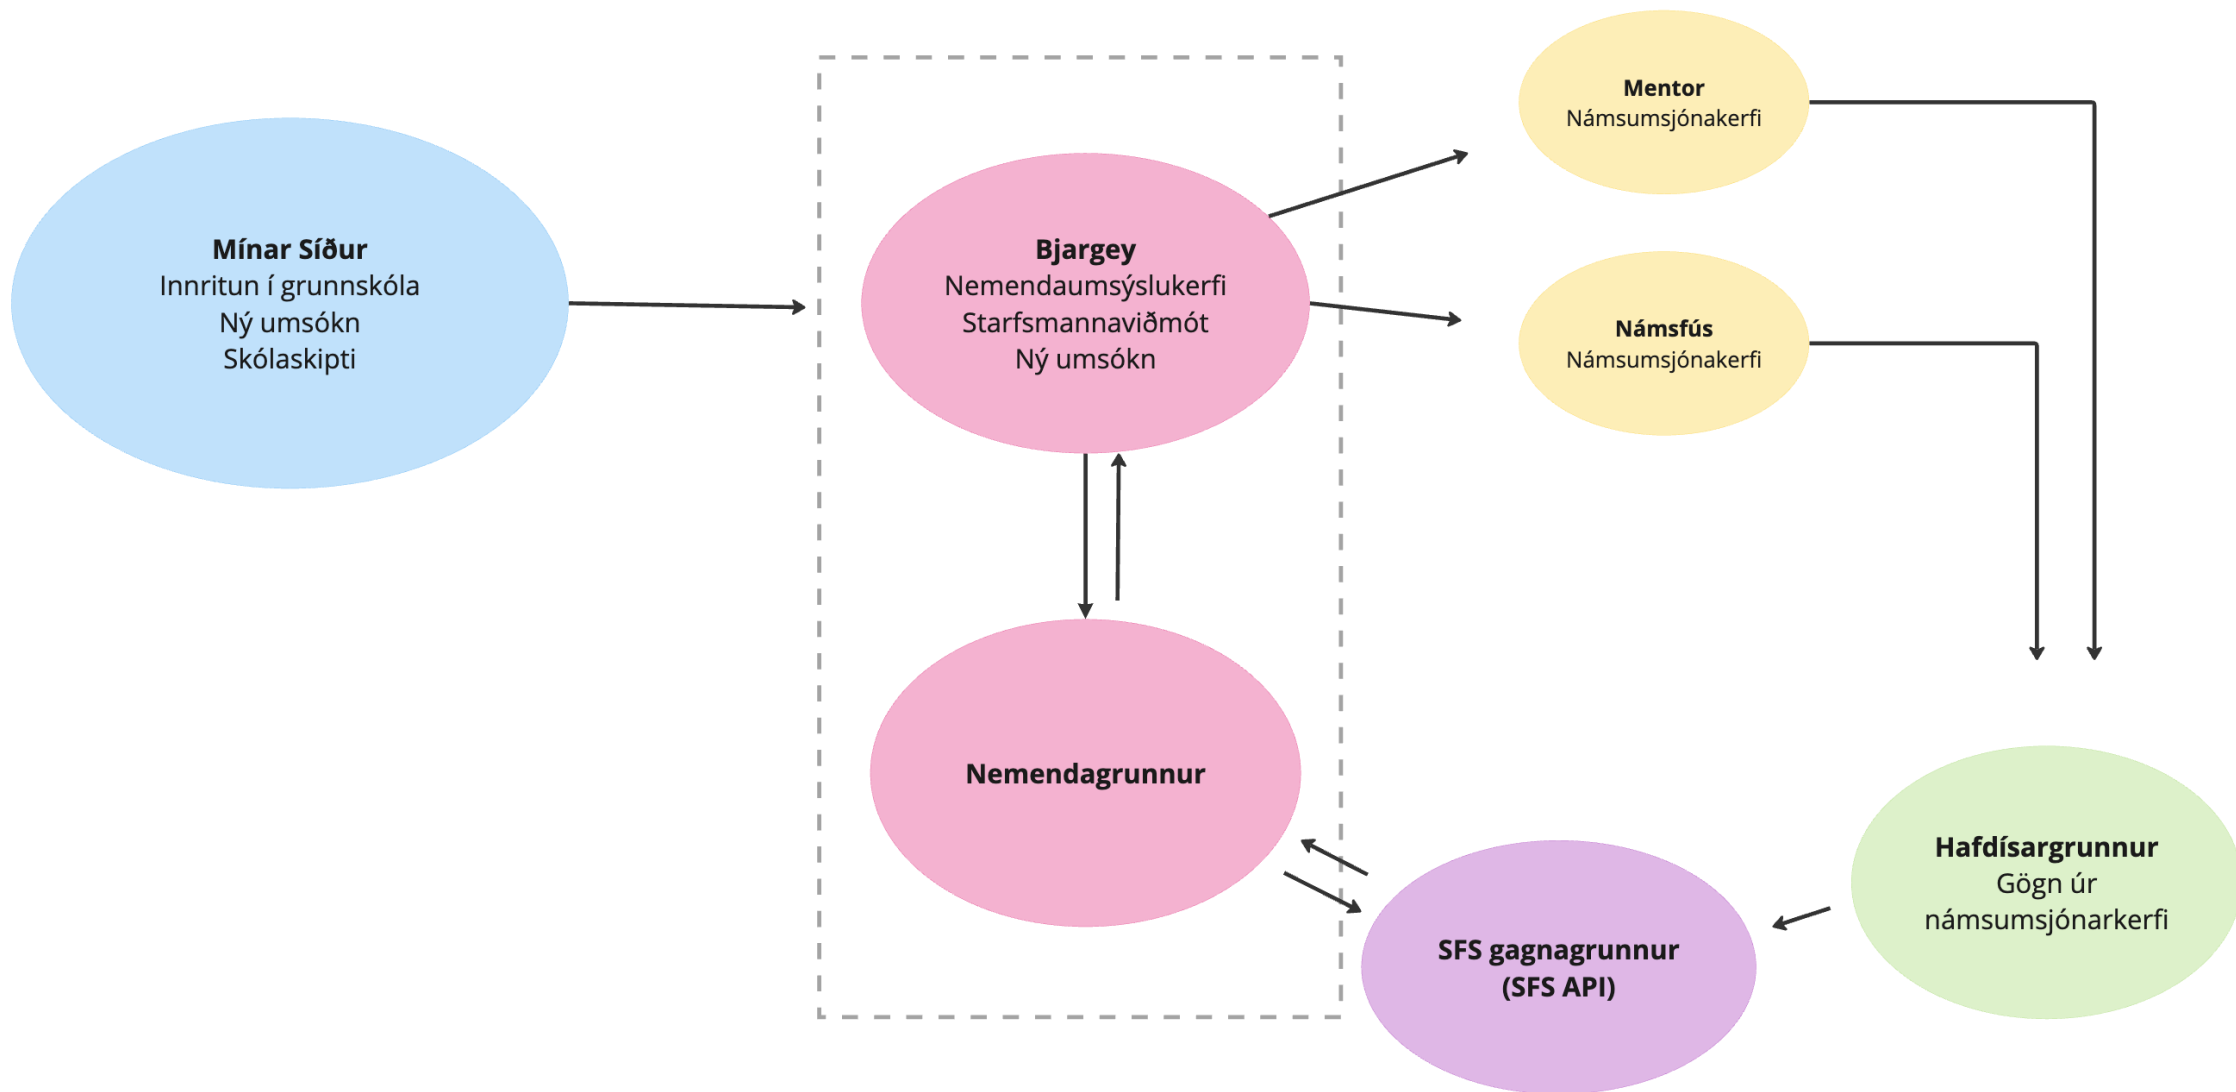 Mínar Síður
Innritun í grunnskóla
Ný umsókn
Skólaskipti
Bjargey
Nemendaumsýslukerfi
Starfsmannaviðmót
Ný umsókn
Mentor
Námsumsjónakerfi
Námsfús
Námsumsjónakerfi
Nemendagrunnur
SFS gagnagrunnur
(SFS API)
Hafdísargrunnur
Gögn úr
námsumsjónarkerfi